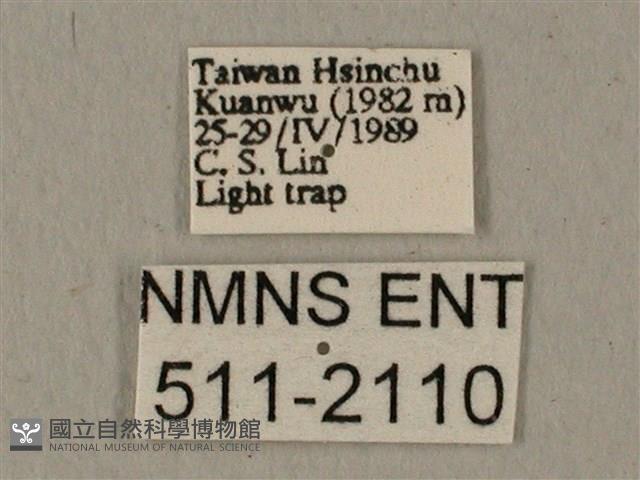 Taiwan Hsinchu
Kuanwu (1982 m)
25-29/IV/1989
C. S. Lin
Light trap
NMNS ENT
511-2110
國立自然科學博物館
NATIONAL MUSEUM OF NATURAL SCIENCE